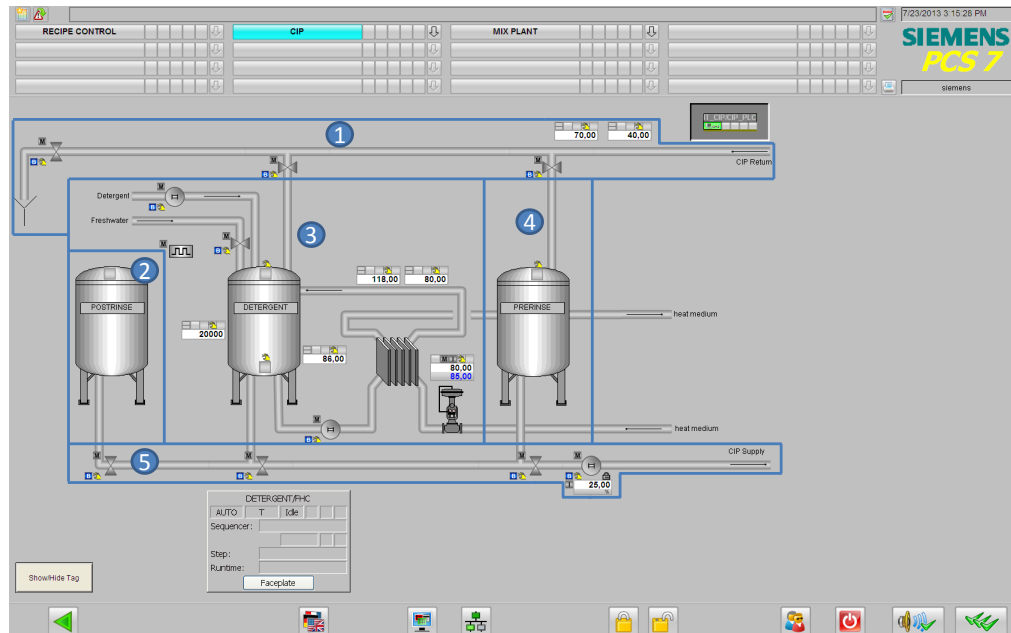 7/23/2013 3:15:28 PM
RECIPE CONTROL
CIP
MIX PLANT
SIEMENS
PCS 7
siemens
1
70,00
40,00
M
CIP Return
M
M
Detergent
M
Freshwater
M
M
3
4
2
118,00
80,00
POSTRINSE
DETERGENT
PRERINSE
heat medium
20000
86,00
M I
80,00
85,00
M
heat medium
CIP Supply
M
M
M
5
I
25,00
%
DETERGENT/FHC
AUTO
T
Idle
Sequencer:
Step:
Runtime:
Faceplate
Show/Hide Tag